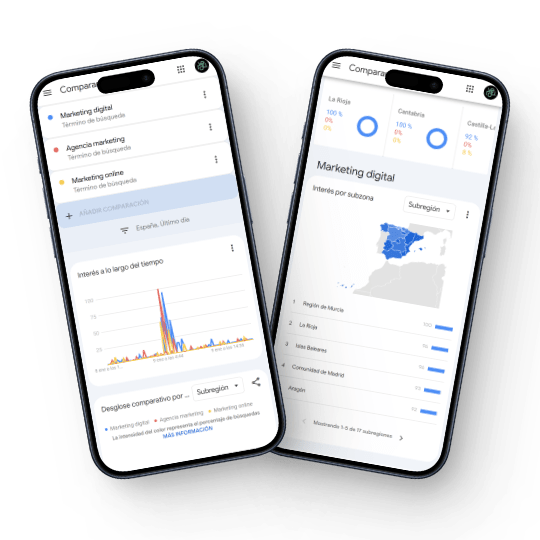 Compara
Marketing digital
Término de búsqueda
Agencia marketing
Término de búsqueda
Marketing online
Término de búsqueda
+ AÑADIR COMPARACIÓN
España, Último día
Interés a lo largo del tiempo
100
75
50
25
Desglose comparativo por ...
Subregión
Marketing digital
Agencia marketing
Marketing online
La intensidad del color representa el porcentaje de búsquedas
MÁS INFORMACIÓN
Compara
La Rioja
100 %
0%
0%
Cantabria
100 %
0%
0%
Castilla-L
92 %
0%
8 %
Marketing digital
Interés por subzona
Subregión
1 Región de Murcia 100
2 La Rioja
3 Islas Baleares
4 Comunidad de Madrid
Aragón
Mostrando 1-5 de 17 subregiones